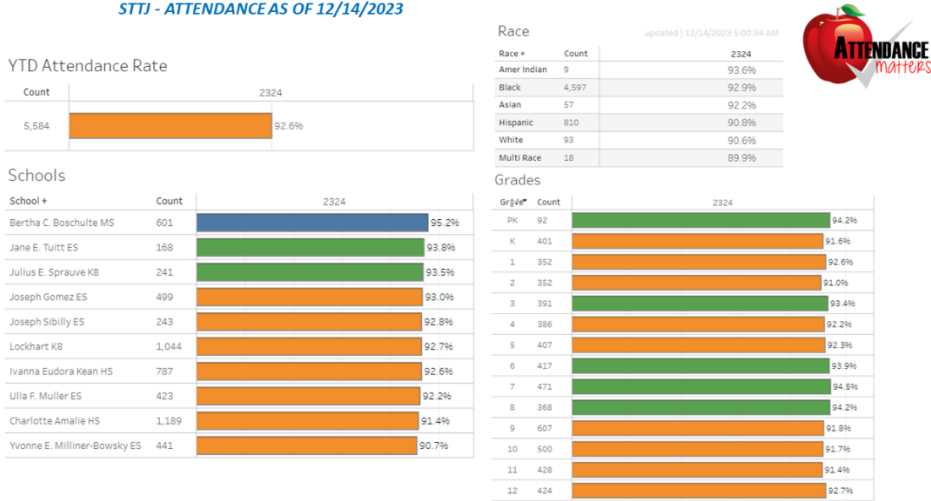 STTJ - ATTENDANCE AS OF 12/14/2023
YTD Attendance Rate
Count 2324
5,584 92.6%
Schools
School + Count 2324
Bertha C. Boschulte MS 601 95.2%
Jane E. Tuitt ES 168 93.8%
Julius E. Sprauve K8 241 93.5%
Joseph Gomez ES 499 93.0%
Joseph Sibilly ES 243 92.8%
Lockhart K8 1,044 92.7%
Ivanna Eudora Kean HS 787 92.6%
Ulla F. Muller ES 423 92.2%
Charlotte Amalie HS 1,189 91.4%
Yvonne E. Milliner-Bowsky ES 441 90.7%
Race updated | 12/14/2023 5:00:34 AM
Race + Count 2324
Amer Indian 9 93.6%
Black 4,597 92.9%
Asian 57 92.2%
Hispanic 810 90.8%
White 93 90.6%
Multi Race 18 89.9%
Grades
Grade Count 2324
PK 92 94.2%
K 401 91.6%
1 352 92.6%
2 352 91.0%
3 391 93.4%
4 386 92.2%
5 407 92.3%
6 417 93.9%
7 471 94.5%
8 368 94.2%
9 607 91.8%
10 500 91.7%
11 428 91.4%
12 424 92.7%
ATTENDANCE
matters